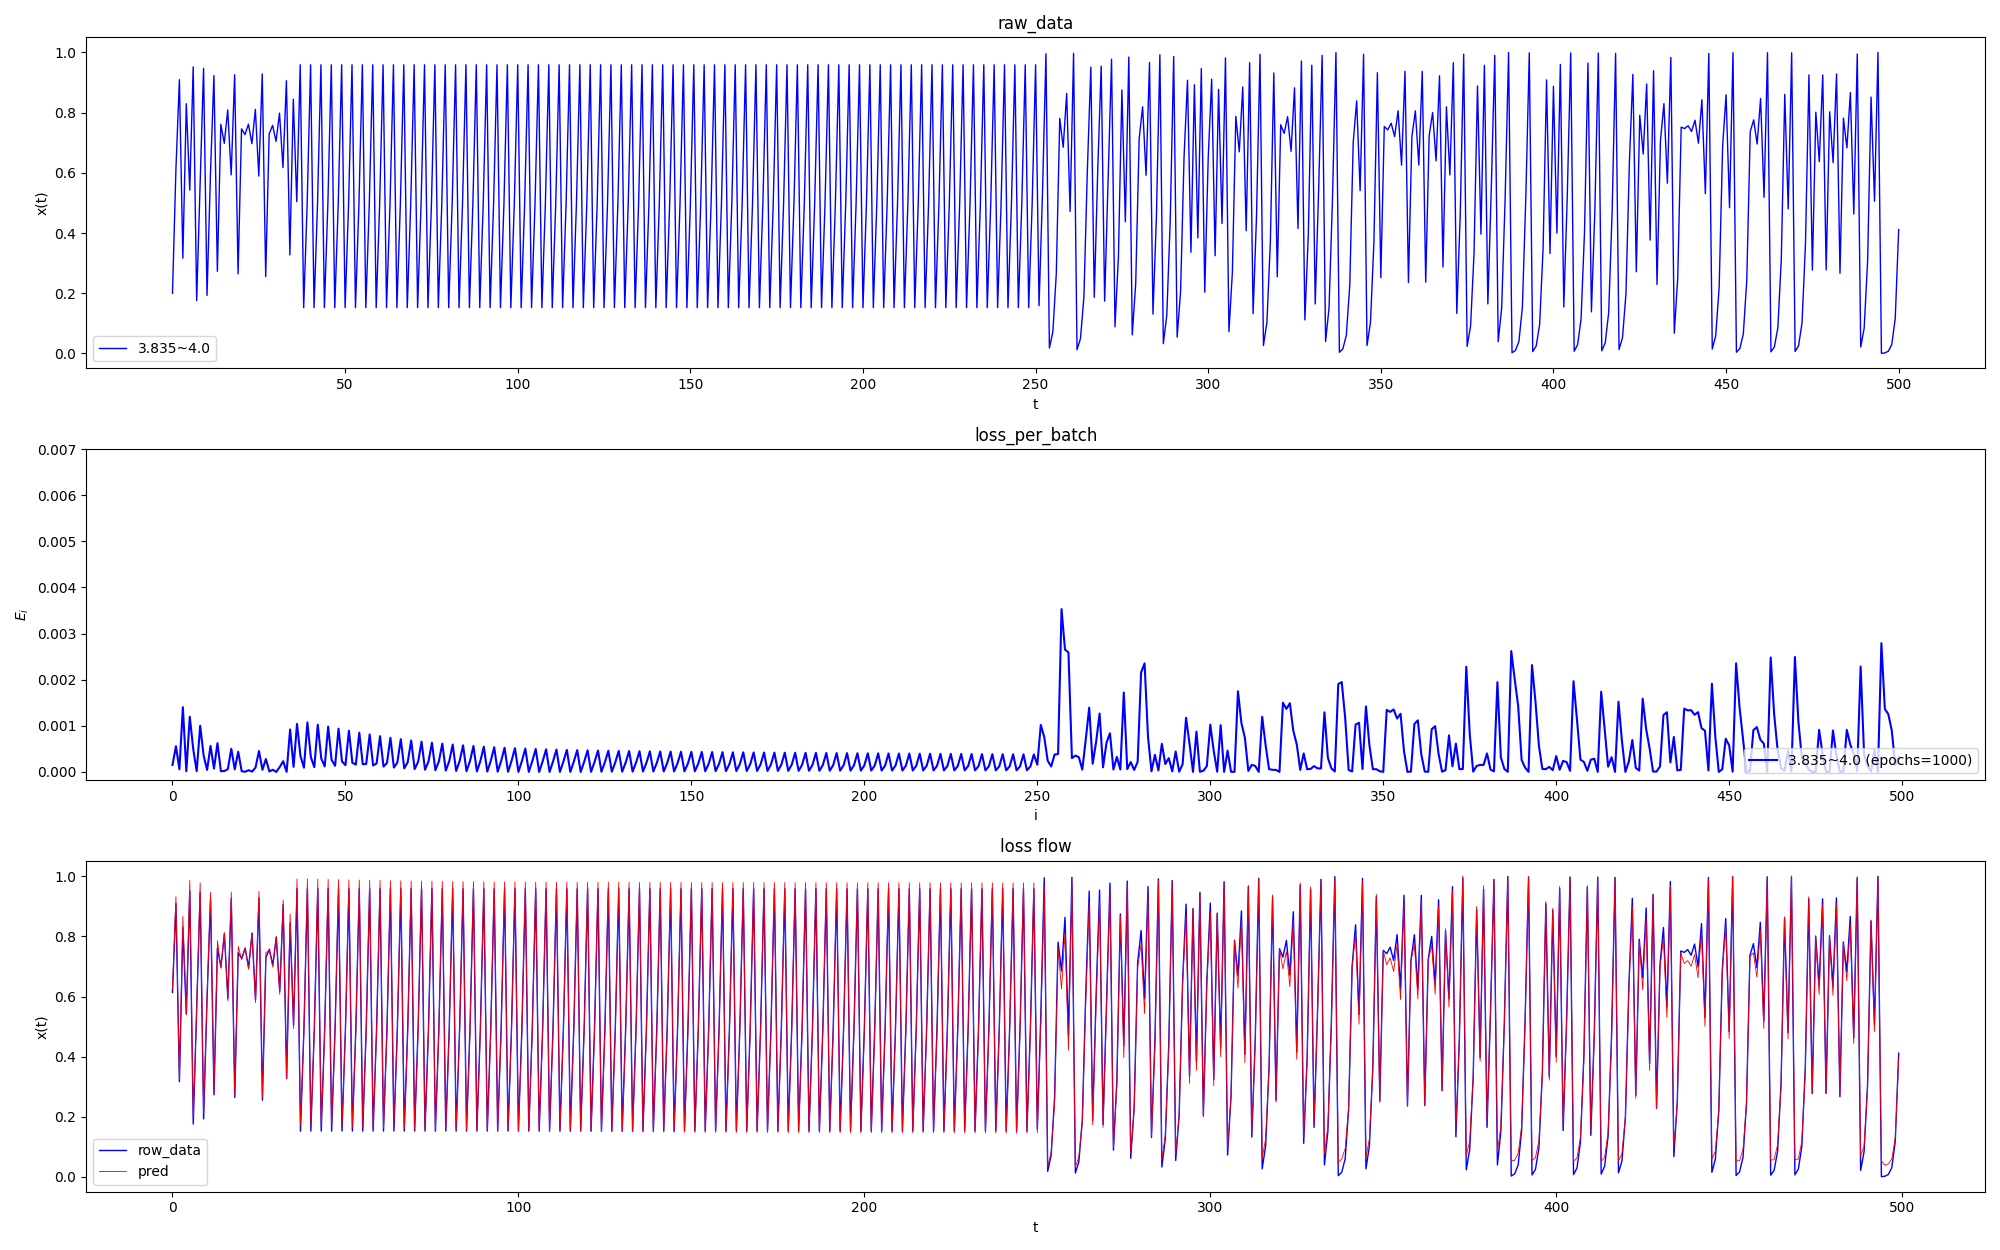 raw_data
1.0
0.8
0.6
0.4
0.2
0.0
x(t)
3.835~4.0
50 100 150 200 250 300 350 400 450 500
t
loss_per_batch
0.007
0.006
0.005
0.004
0.003
0.002
0.001
0.000
E_i
3.835~4.0 (epochs=1000)
0 50 100 150 200 250 300 350 400 450 500
i
loss flow
1.0
0.8
0.6
0.4
0.2
0.0
x(t)
row_data
pred
0 100 200 300 400 500
t